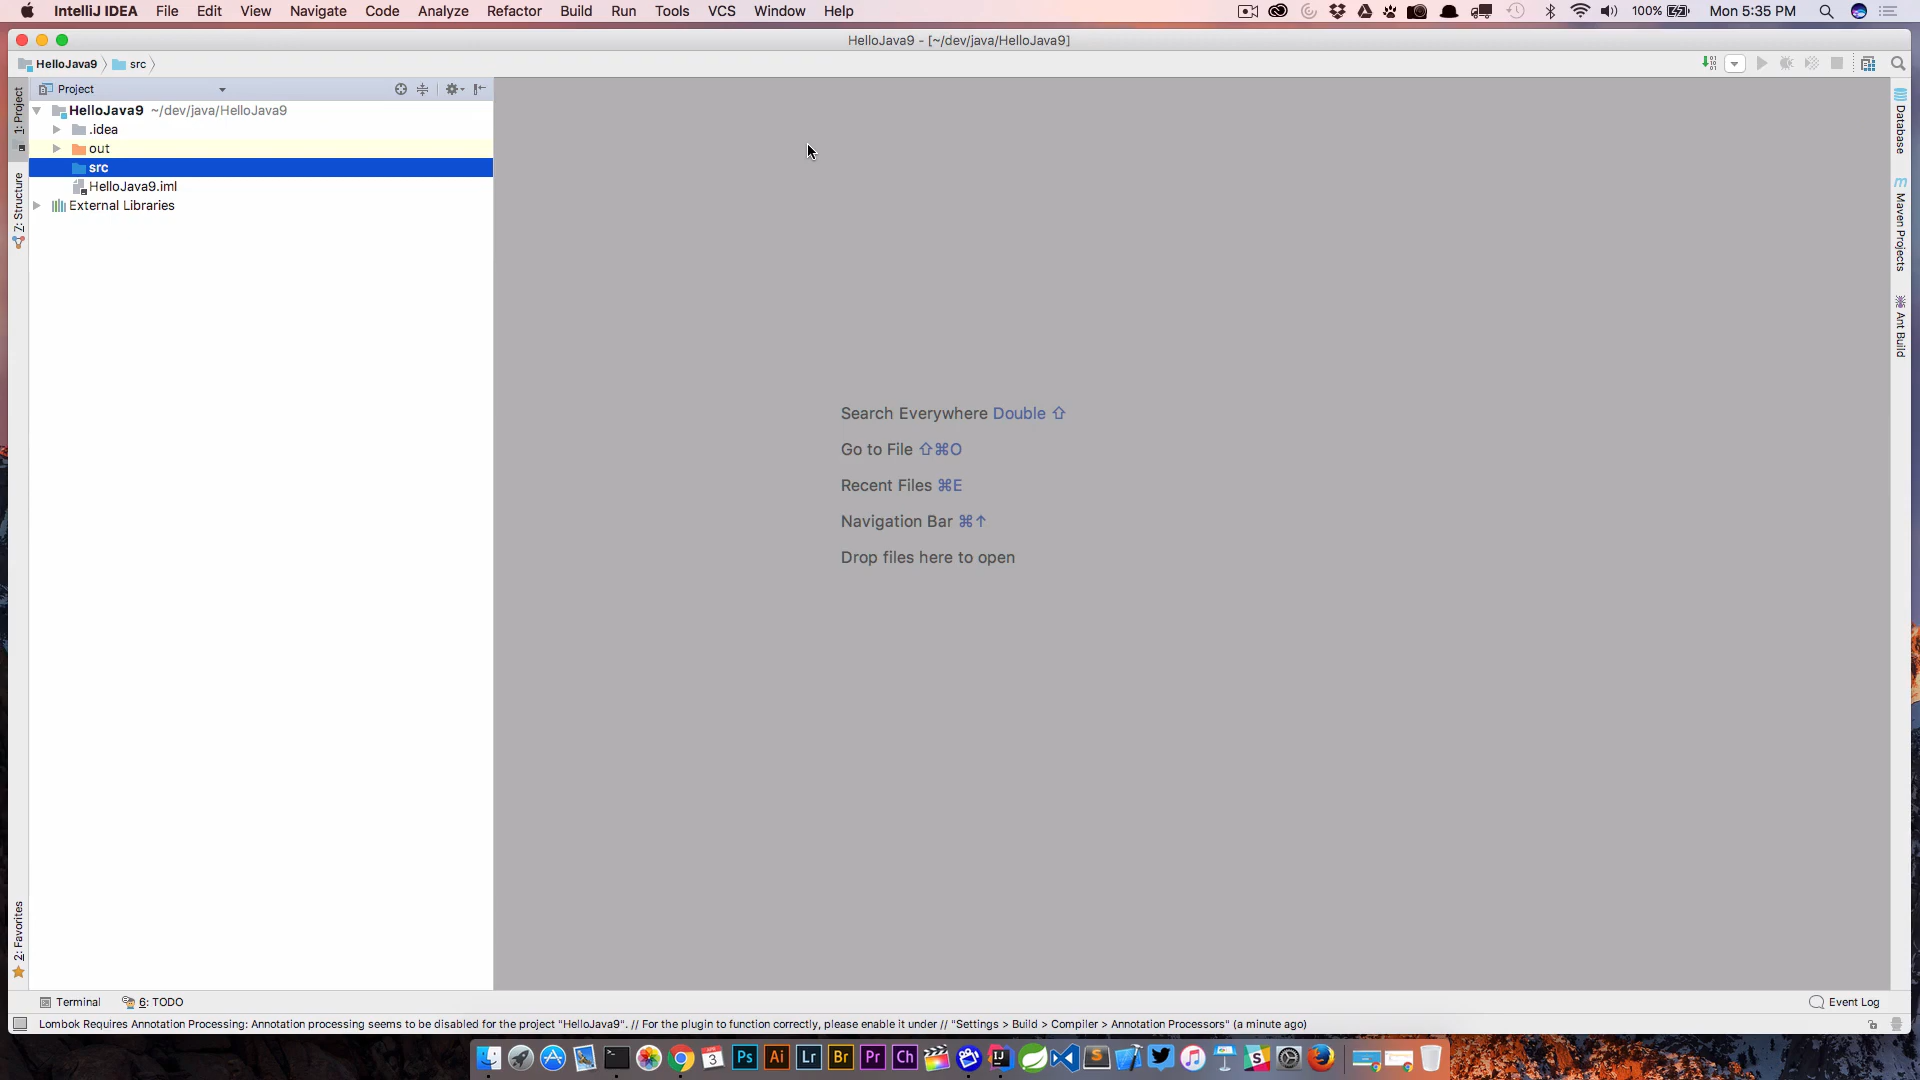 IntelliJ IDEA File Edit View Navigate Code Analyze Refactor Build Run Tools VCS Window Help 100% Mon 5:35 PM
HelloJava9 - [~/dev/java/HelloJava9]
HelloJava9 src
Project
HelloJava9 ~/dev/java/HelloJava9
.idea
out
src
HelloJava9.iml
External Libraries
1: Project
7: Structure
2: Favorites
Search Everywhere Double ⇧
Go to File ⇧⌘O
Recent Files ⌘E
Navigation Bar ⌘↑
Drop files here to open
Database
m Maven Projects
Ant Build
Terminal 6: TODO Event Log
Lombok Requires Annotation Processing: Annotation processing seems to be disabled for the project "HelloJava9". // For the plugin to function correctly, please enable it under // "Settings > Build > Compiler > Annotation Processors" (a minute ago)
3 Ps Ai Lr Br Pr Ch IJ S S